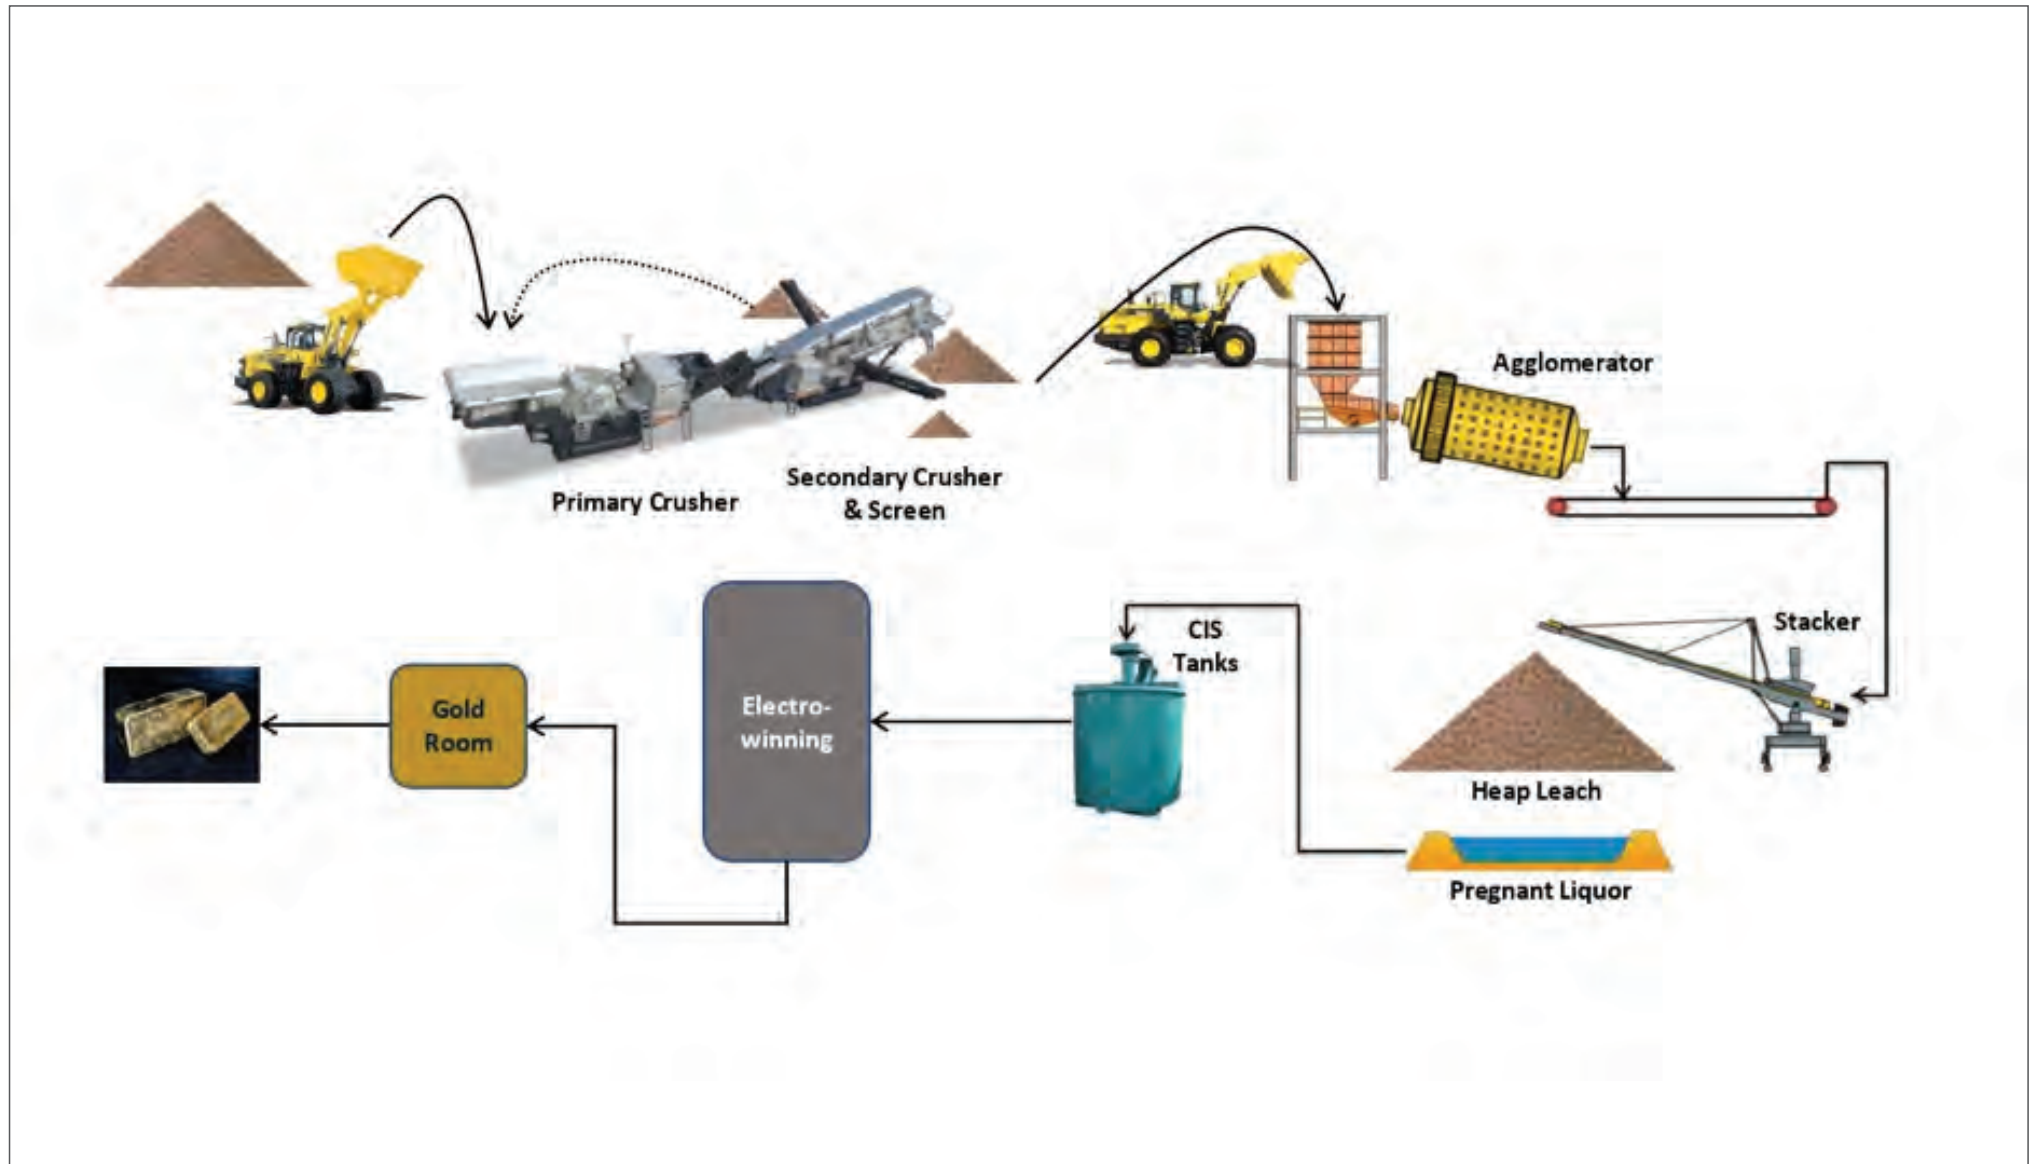 Agglomerator
Primary Crusher
Secondary Crusher
& Screen
Stacker
Heap Leach
Pregnant Liquor
CIS
Tanks
Electro-
winning
Gold
Room